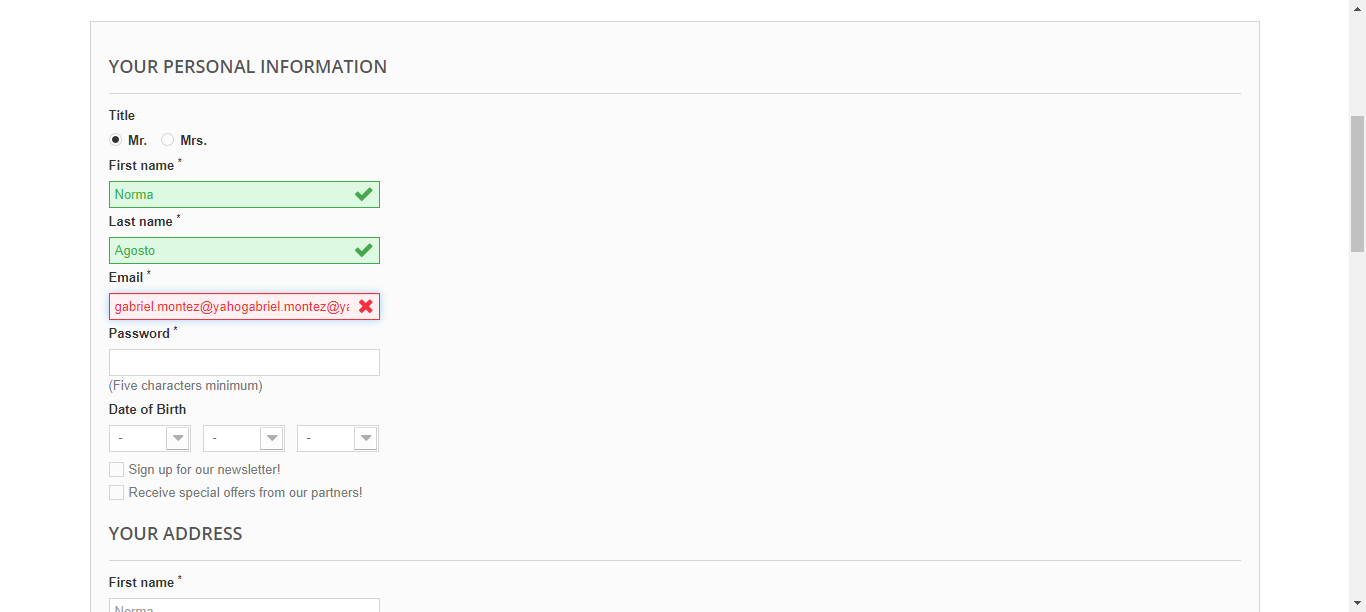 YOUR PERSONAL INFORMATION
Title
Mr. Mrs.
First name *
Norma
Last name *
Agosto
Email *
gabriel.montez@yahogabriel.montez@ya
Password *
(Five characters minimum)
Date of Birth
- - -
Sign up for our newsletter!
Receive special offers from our partners!
YOUR ADDRESS
First name *
Norma